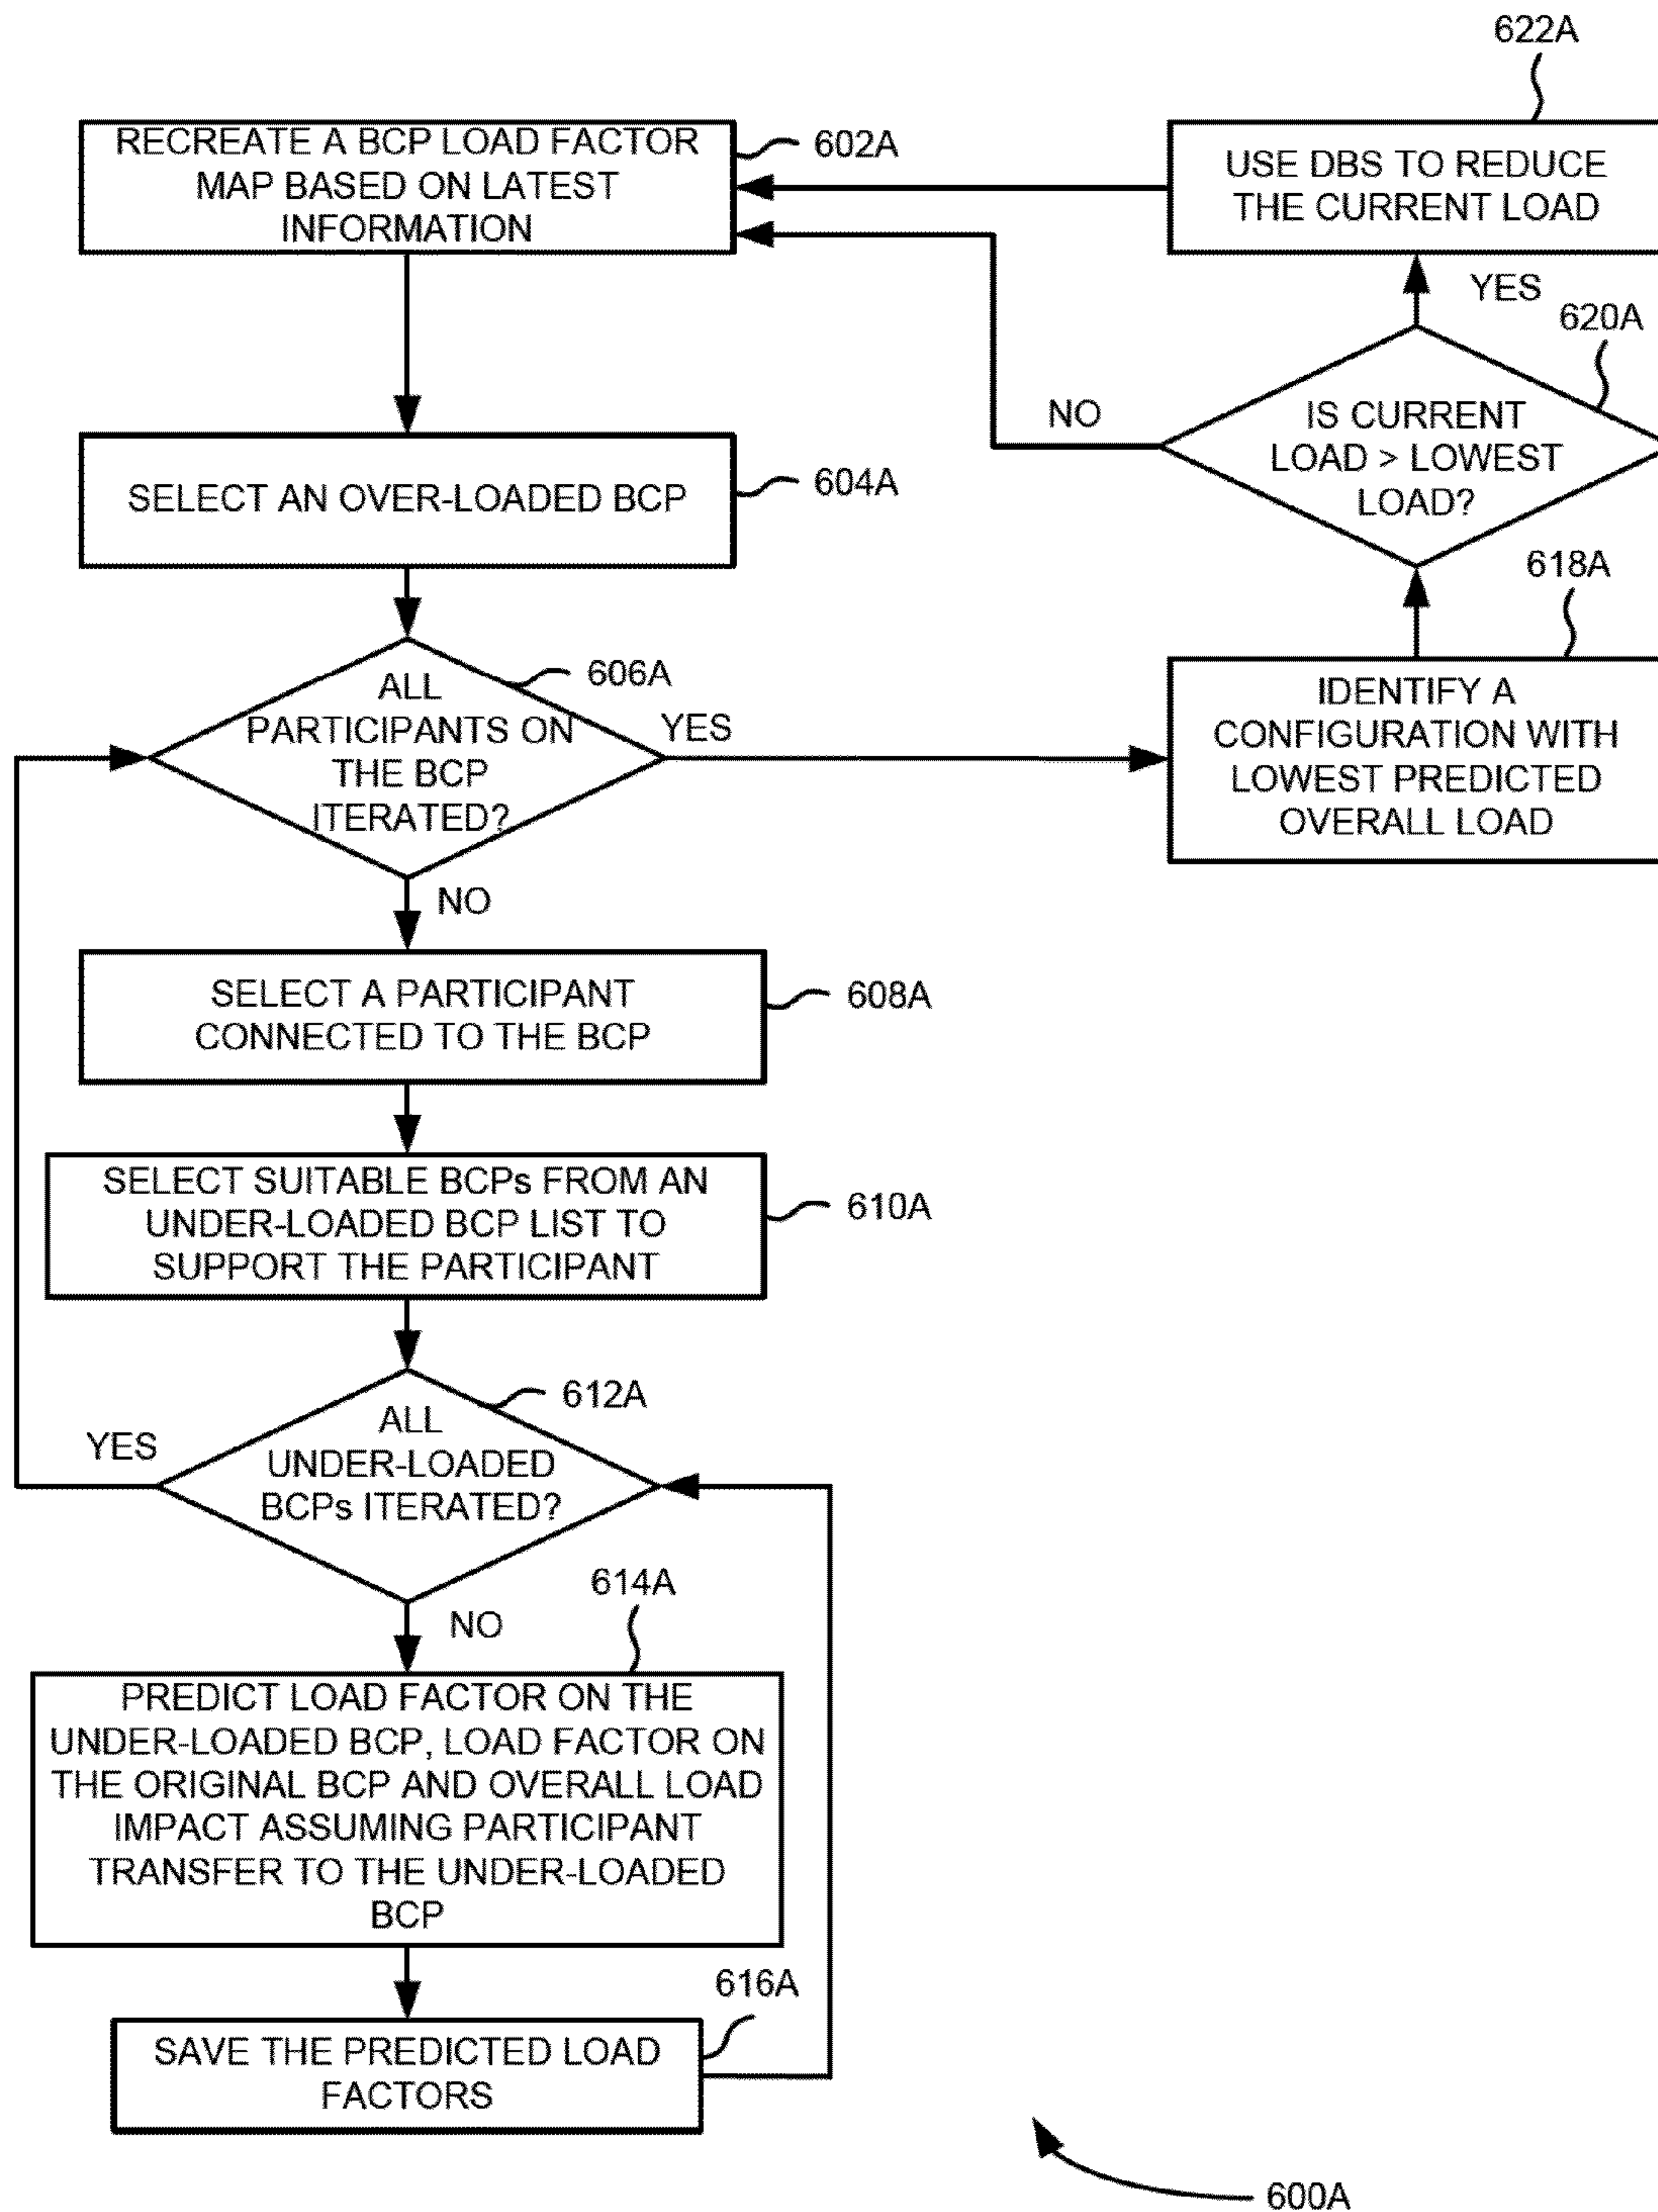 622A
RECREATE A BCP LOAD FACTOR
MAP BASED ON LATEST
INFORMATION
602A
USE DBS TO REDUCE
THE CURRENT LOAD
YES
620A
NO
IS CURRENT
LOAD > LOWEST
LOAD?
SELECT AN OVER-LOADED BCP
604A
618A
606A
ALL
PARTICIPANTS ON
THE BCP
ITERATED?
YES
IDENTIFY A
CONFIGURATION WITH
LOWEST PREDICTED
OVERALL LOAD
NO
SELECT A PARTICIPANT
CONNECTED TO THE BCP
608A
SELECT SUITABLE BCPs FROM AN
UNDER-LOADED BCP LIST TO
SUPPORT THE PARTICIPANT
610A
612A
YES
ALL
UNDER-LOADED
BCPs ITERATED?
614A
NO
PREDICT LOAD FACTOR ON THE
UNDER-LOADED BCP, LOAD FACTOR ON
THE ORIGINAL BCP AND OVERALL LOAD
IMPACT ASSUMING PARTICIPANT
TRANSFER TO THE UNDER-LOADED
BCP
616A
SAVE THE PREDICTED LOAD
FACTORS
600A